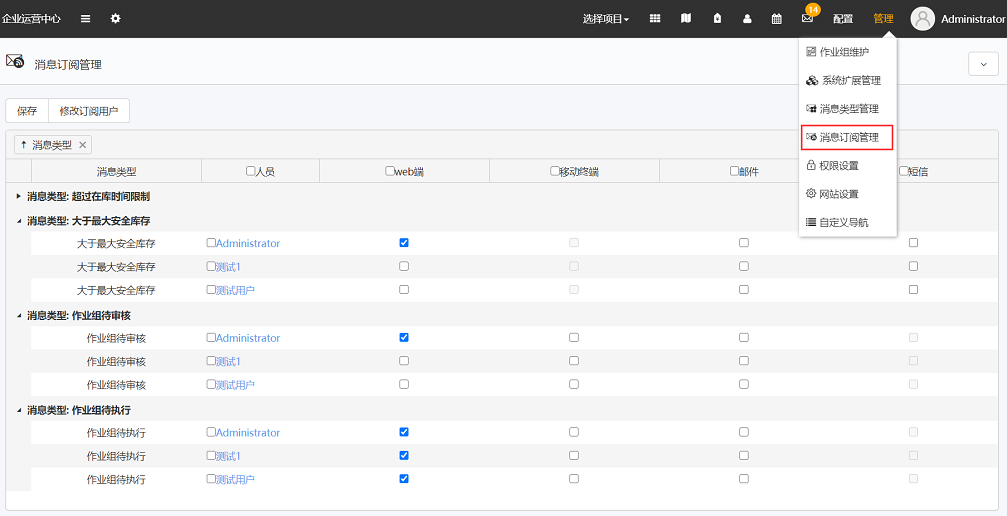 企业运营中心 选择项目 14 配置 管理 Administrator
作业组维护
系统扩展管理
消息类型管理
消息订阅管理
权限设置
网站设置
自定义导航
消息订阅管理
保存 修改订阅用户
↑ 消息类型 ×
消息类型 人员 web端 移动终端 邮件 短信
消息类型: 超过在库时间限制
消息类型: 大于最大安全库存
大于最大安全库存 Administrator
大于最大安全库存 测试1
大于最大安全库存 测试用户
消息类型: 作业组待审核
作业组待审核 Administrator
作业组待审核 测试1
作业组待审核 测试用户
消息类型: 作业组待执行
作业组待执行 Administrator
作业组待执行 测试1
作业组待执行 测试用户